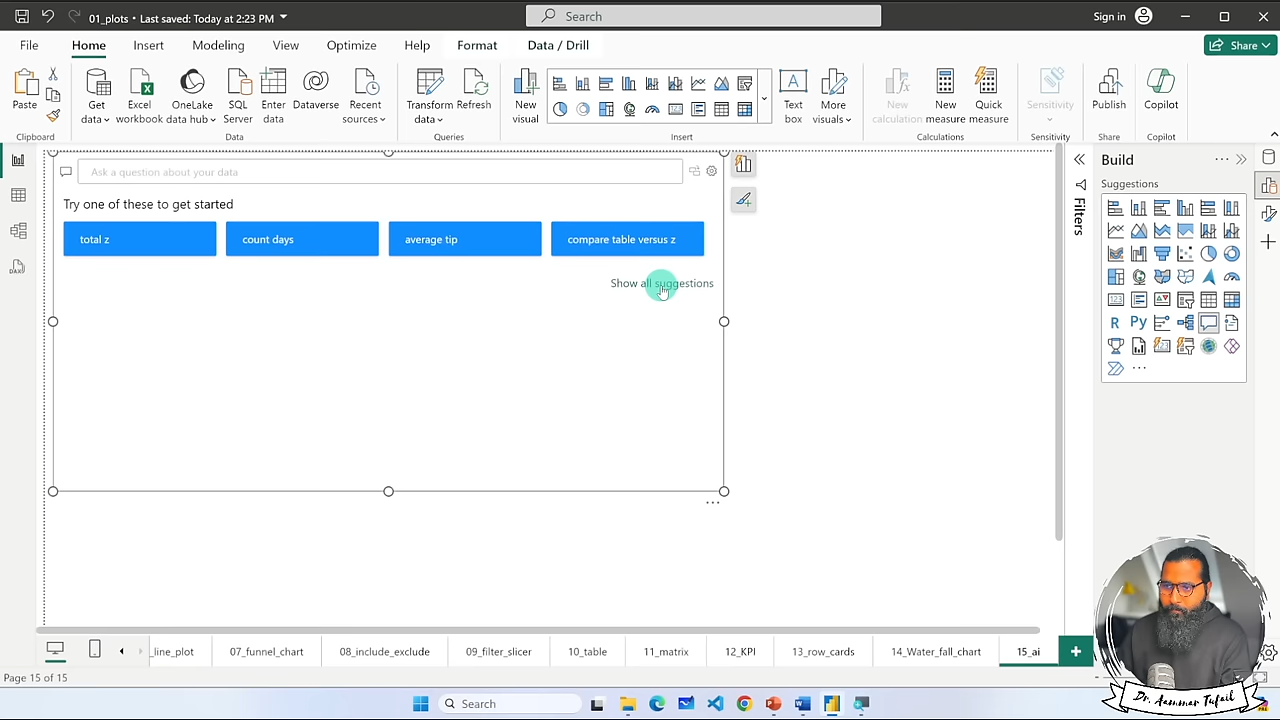 01_plots • Last saved: Today at 2:23 PM
Search
Sign in
File
Home
Insert
Modeling
View
Optimize
Help
Format
Data / Drill
Share
Paste
Get data
Excel workbook
OneLake data hub
SQL Server
Enter data
Dataverse
Recent sources
Transform data
Refresh
New visual
Text box
More visuals
New calculation
New measure
Quick measure
Sensitivity
Publish
Copilot
Clipboard
Data
Queries
Insert
Calculations
Sensitivity
Share
Copilot
Ask a question about your data
Try one of these to get started
total z
count days
average tip
compare table versus z
Show all suggestions
Filters
Build
Suggestions
123
R
Py
_line_plot
07_funnel_chart
08_include_exclude
09_filter_slicer
10_table
11_matrix
12_KPI
13_row_cards
14_Water_fall_chart
15_ai
Page 15 of 15
Search
Dr. Aammar Tufail